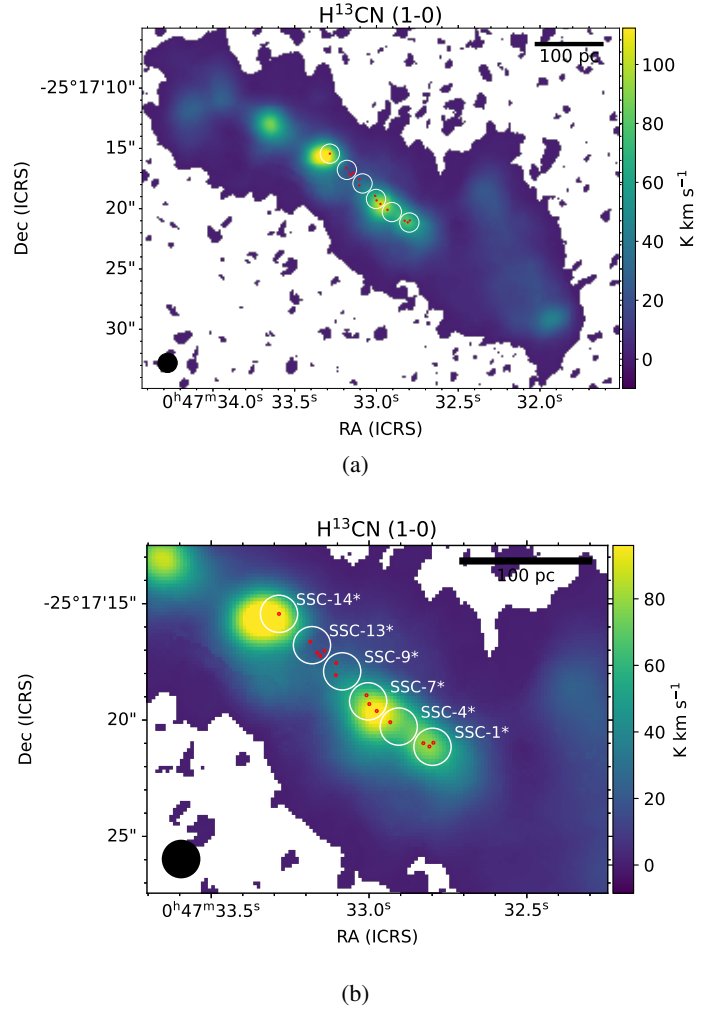 H¹³CN (1-0)
100 pc
-25°17'10"
15"
20"
25"
30"
Dec (ICRS)
0ʰ47ᵐ34.0ˢ 33.5ˢ 33.0ˢ 32.5ˢ 32.0ˢ
RA (ICRS)
100
80
60
40
20
0
K km s⁻¹
(a)
H¹³CN (1-0)
100 pc
-25°17'15"
20"
25"
Dec (ICRS)
SSC-14*
SSC-13*
SSC-9*
SSC-7*
SSC-4*
SSC-1*
0ʰ47ᵐ33.5ˢ 33.0ˢ 32.5ˢ
RA (ICRS)
80
60
40
20
0
K km s⁻¹
(b)